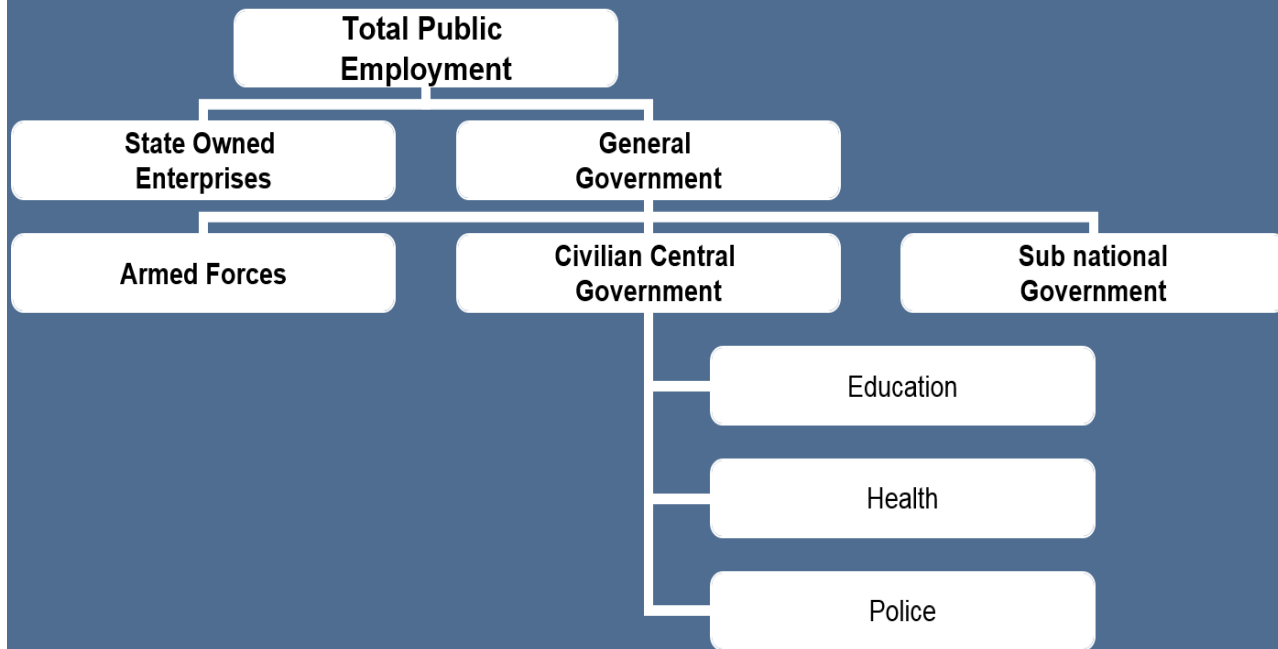 Total Public
Employment
State Owned
Enterprises
General
Government
Armed Forces
Civilian Central
Government
Sub national
Government
Education
Health
Police